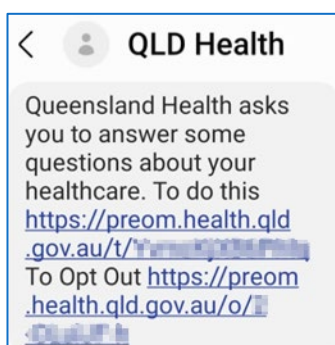 QLD Health
Queensland Health asks
you to answer some
questions about your
healthcare. To do this
https://preom.health.qld
.gov.au/t/
To Opt Out https://preom
.health.qld.gov.au/o/